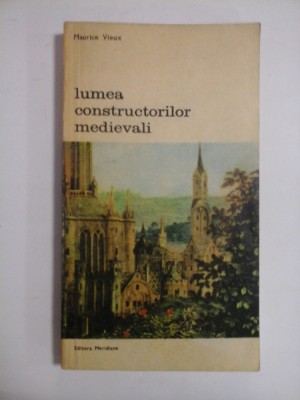 Maurice Vieux
lumea
constructorilor
medievali
Editura Meridiane